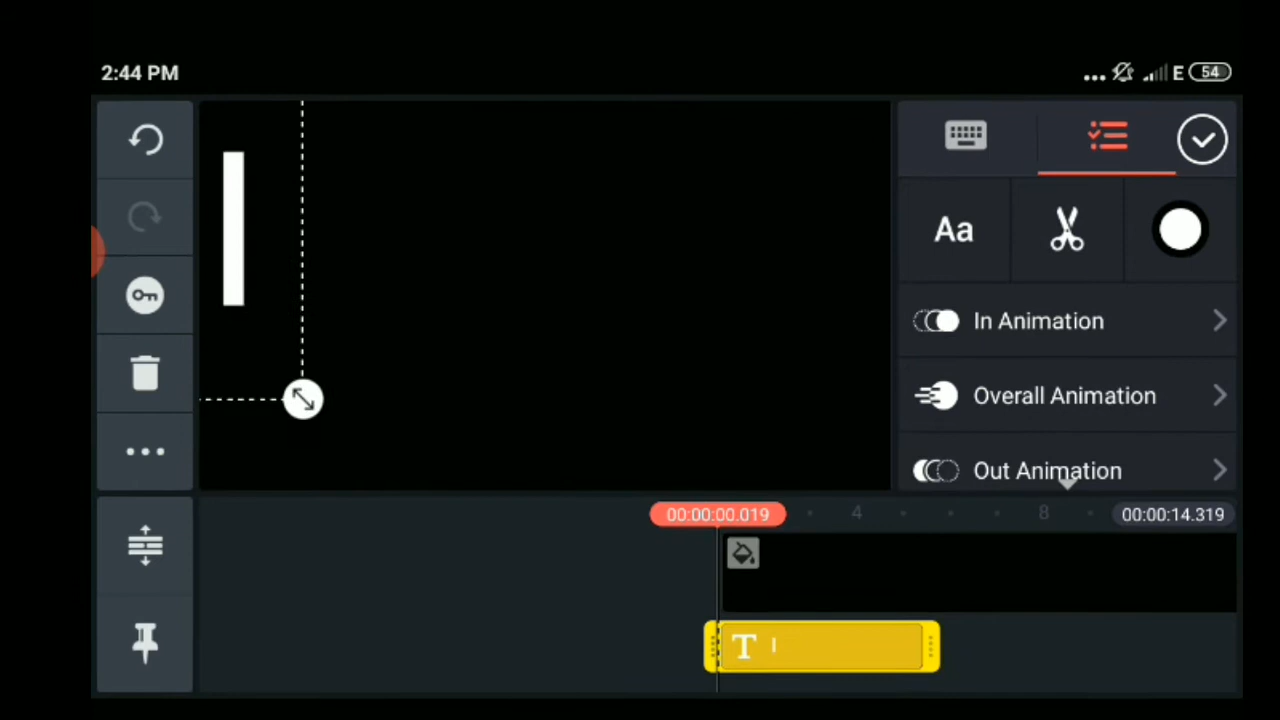 2:44 PM
E 54
Aa
In Animation
Overall Animation
Out Animation
00:00:00.019
4
8
00:00:14.319
T I